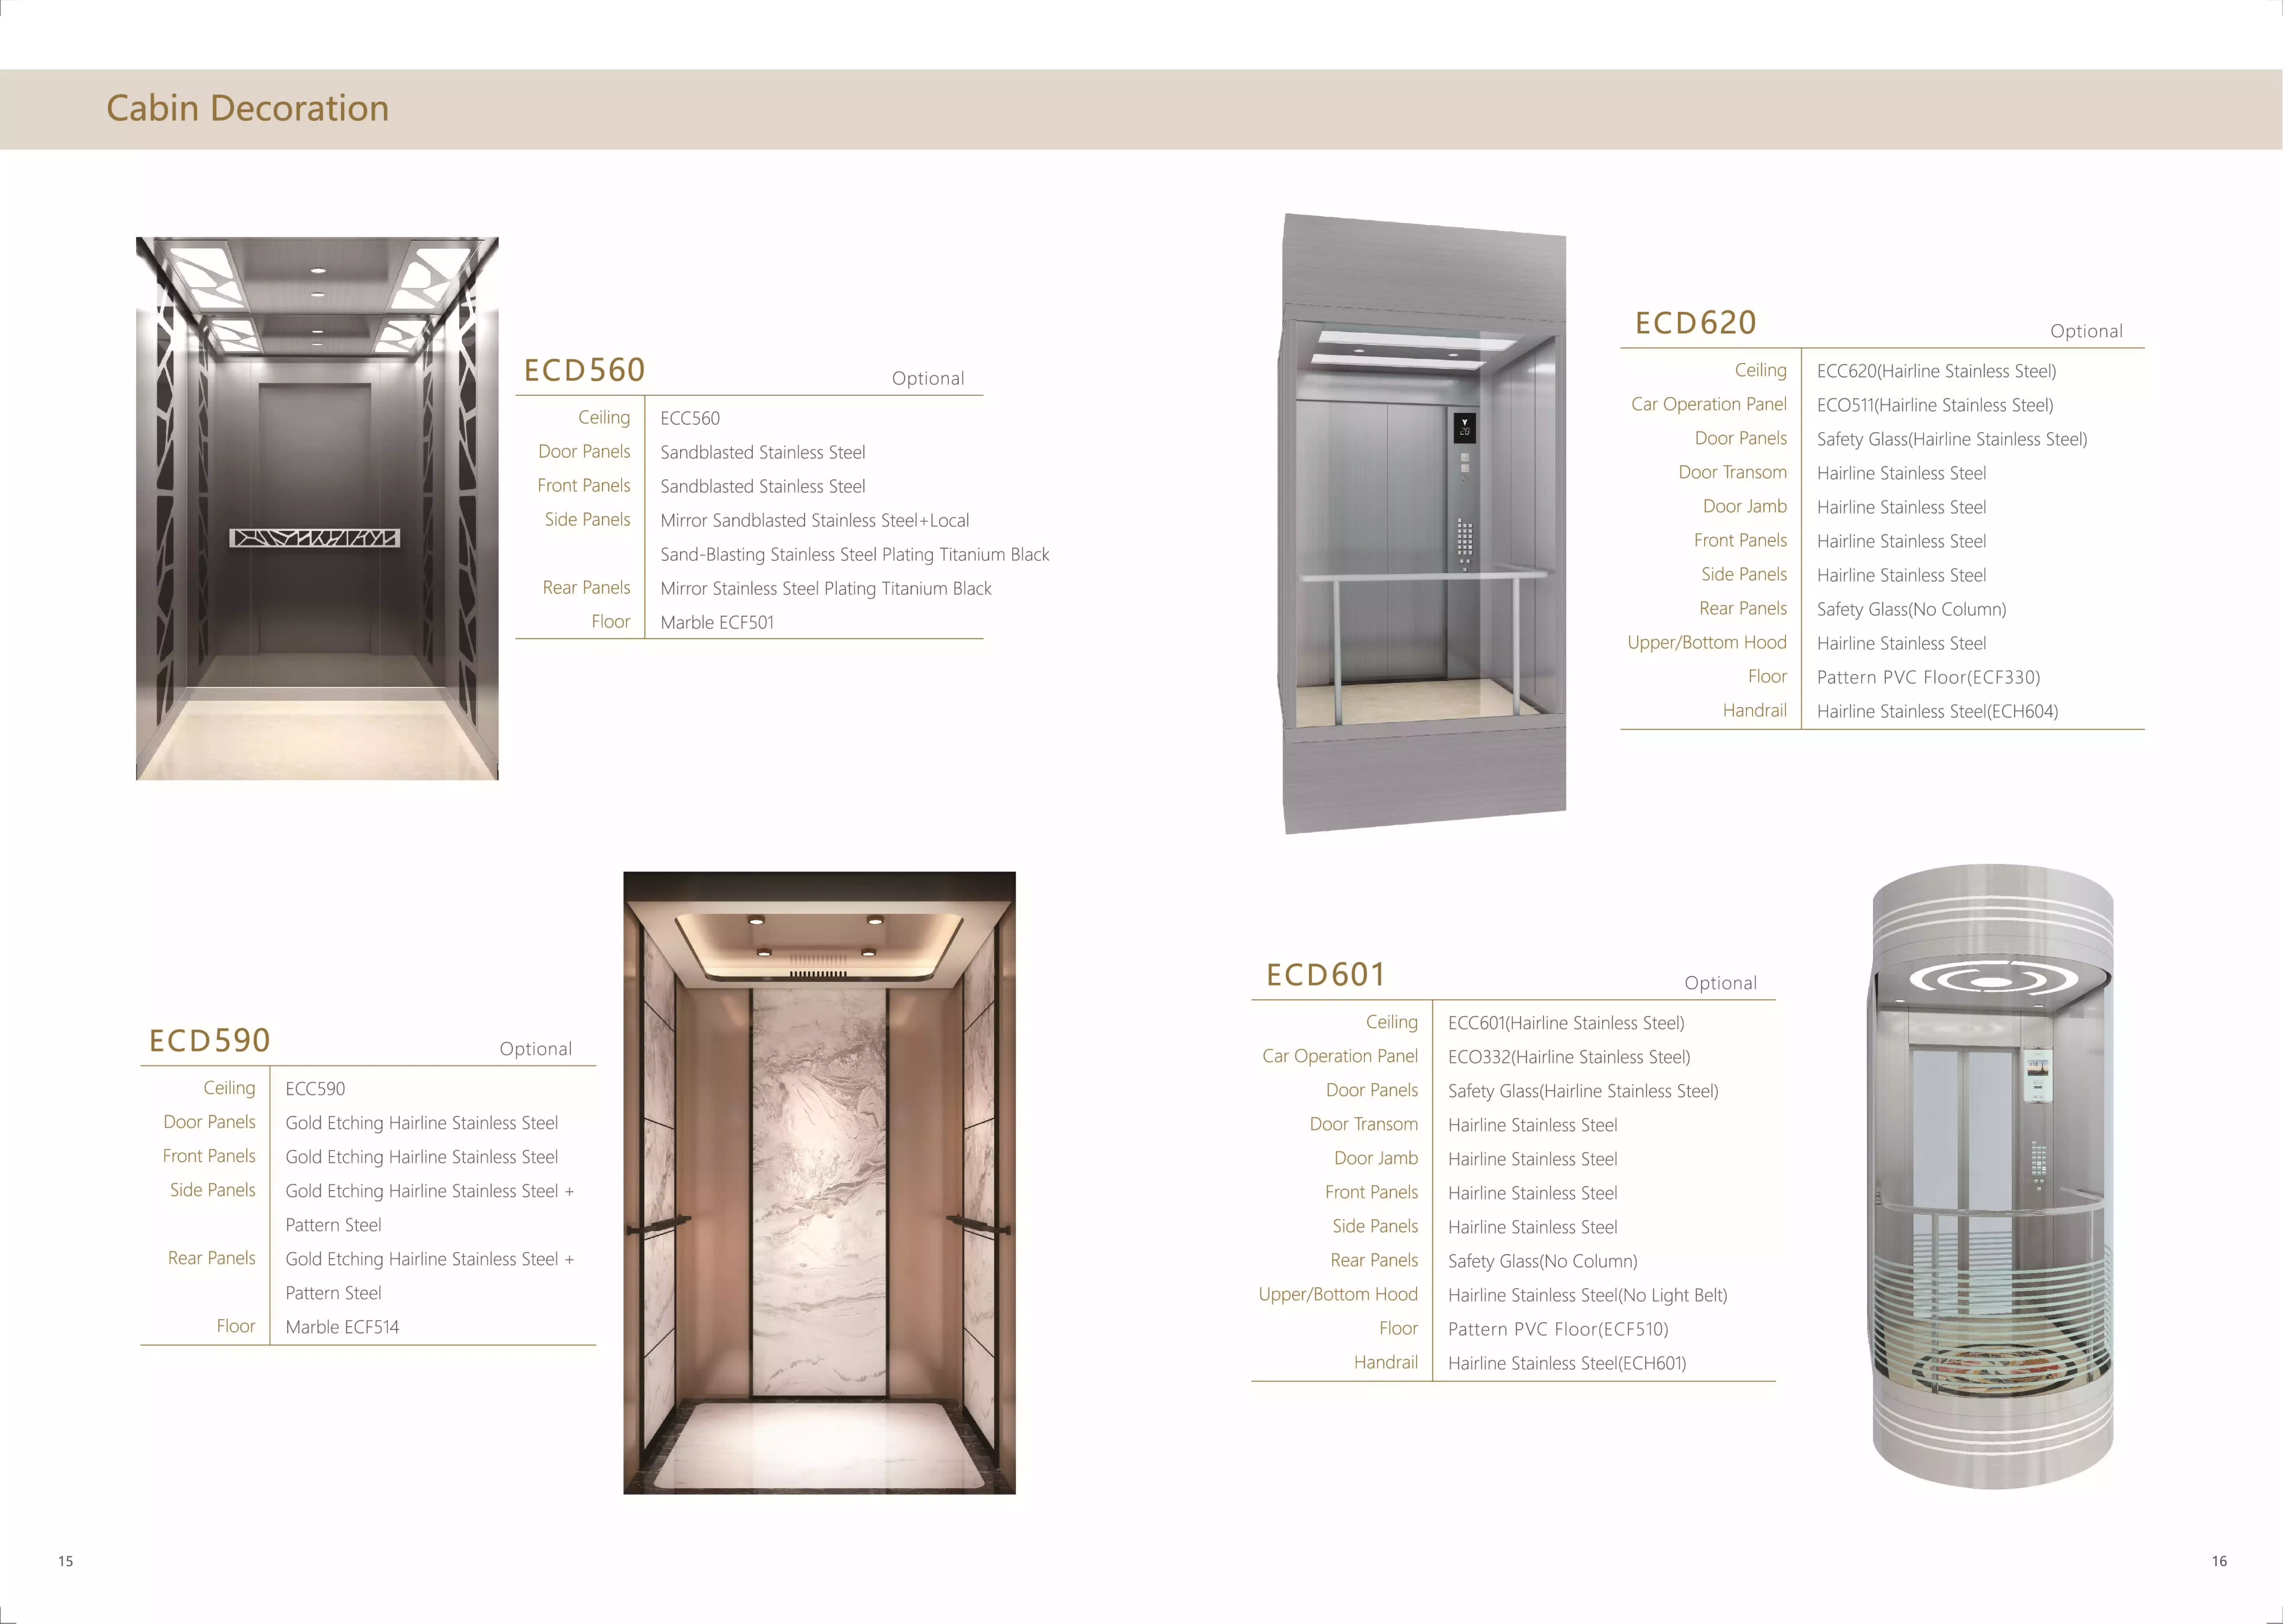 Cabin Decoration
ECD560 Optional
Ceiling ECC560
Door Panels Sandblasted Stainless Steel
Front Panels Sandblasted Stainless Steel
Side Panels Mirror Sandblasted Stainless Steel+Local
Sand-Blasting Stainless Steel Plating Titanium Black
Rear Panels Mirror Stainless Steel Plating Titanium Black
Floor Marble ECF501
ECD590 Optional
Ceiling ECC590
Door Panels Gold Etching Hairline Stainless Steel
Front Panels Gold Etching Hairline Stainless Steel
Side Panels Gold Etching Hairline Stainless Steel +
Pattern Steel
Rear Panels Gold Etching Hairline Stainless Steel +
Pattern Steel
Floor Marble ECF514
15
ECD620 Optional
Ceiling ECC620(Hairline Stainless Steel)
Car Operation Panel ECO511(Hairline Stainless Steel)
Door Panels Safety Glass(Hairline Stainless Steel)
Door Transom Hairline Stainless Steel
Door Jamb Hairline Stainless Steel
Front Panels Hairline Stainless Steel
Side Panels Hairline Stainless Steel
Rear Panels Safety Glass(No Column)
Upper/Bottom Hood Hairline Stainless Steel
Floor Pattern PVC Floor(ECF330)
Handrail Hairline Stainless Steel(ECH604)
ECD601 Optional
Ceiling ECC601(Hairline Stainless Steel)
Car Operation Panel ECO332(Hairline Stainless Steel)
Door Panels Safety Glass(Hairline Stainless Steel)
Door Transom Hairline Stainless Steel
Door Jamb Hairline Stainless Steel
Front Panels Hairline Stainless Steel
Side Panels Hairline Stainless Steel
Rear Panels Safety Glass(No Column)
Upper/Bottom Hood Hairline Stainless Steel(No Light Belt)
Floor Pattern PVC Floor(ECF510)
Handrail Hairline Stainless Steel(ECH601)
16